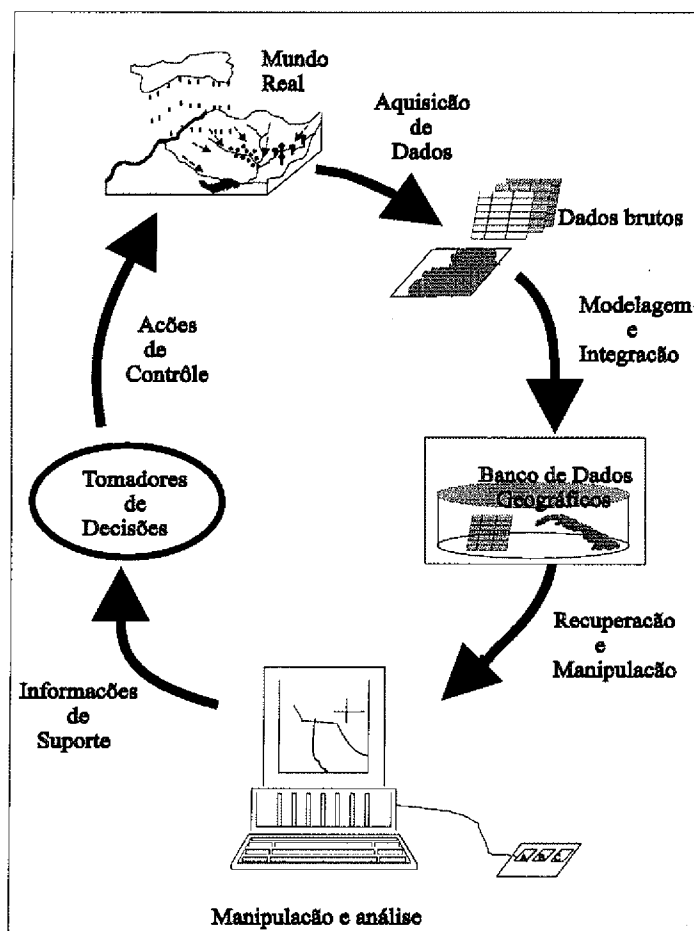 Mundo
Real
Aquisicão
de
Dados
Dados brutos
Modelagem
e
Integracão
Banco de Dados
Geográficos
Recuperacão
e
Manipulacão
Manipulacão e análise
Informacões
de
Suporte
Tomadores
de
Decisões
Acões
de
Contrôle